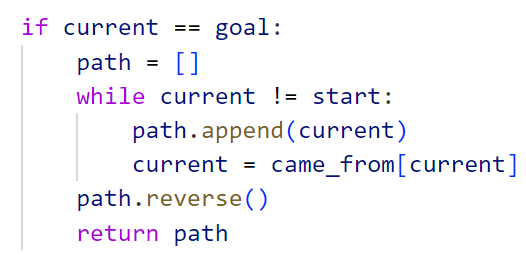 if current == goal:
    path = []
    while current != start:
        path.append(current)
        current = came_from[current]
    path.reverse()
    return path